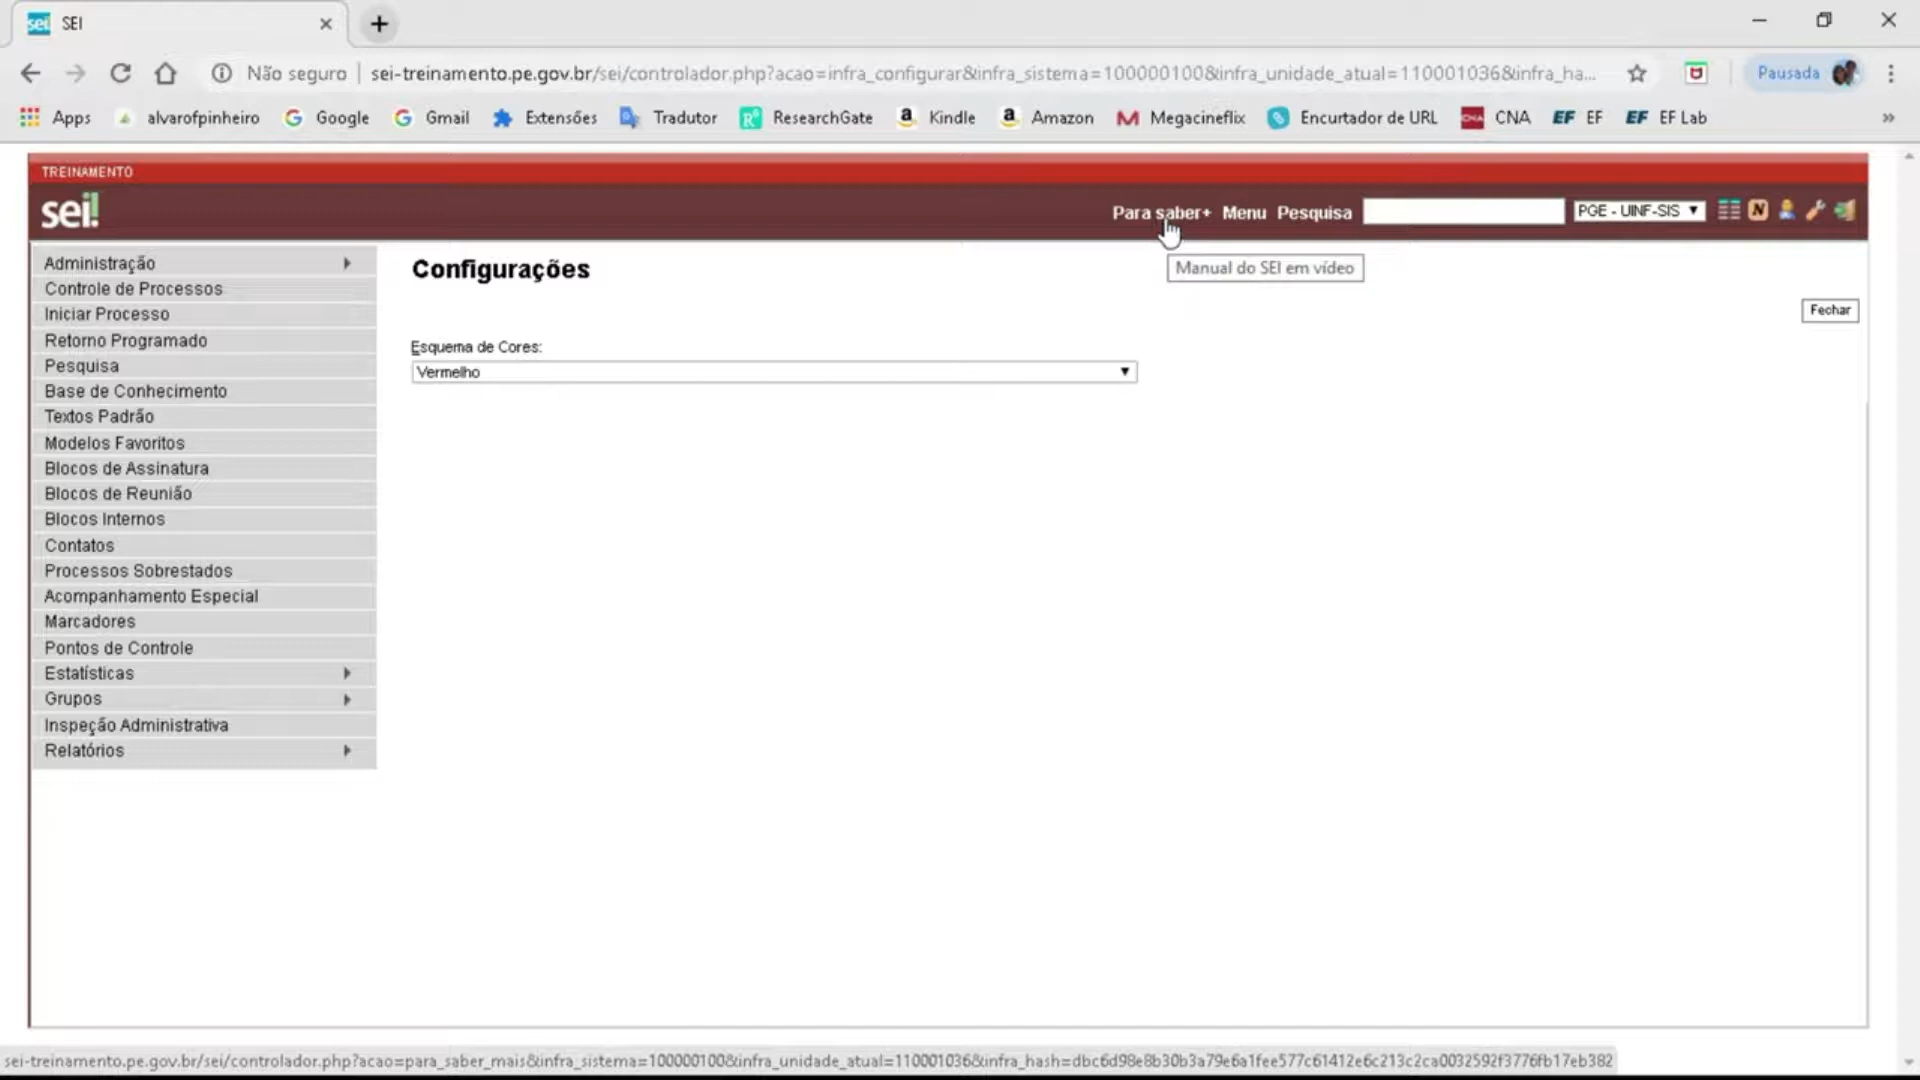 SEI
Não seguro | sei-treinamento.pe.gov.br/sei/controlador.php?acao=infra_configurar&infra_sistema=100000100&infra_unidade_atual=110001036&infra_ha...
Pausada
Apps alvarofpinheiro Google Gmail Extensões Tradutor ResearchGate Kindle Amazon Megacineflix Encurtador de URL CNA EF EF EF EF Lab »
TREINAMENTO
sei!
Para saber+ Menu Pesquisa PGE - UINF-SIS
Manual do SEI em vídeo
Administração
Controle de Processos
Iniciar Processo
Retorno Programado
Pesquisa
Base de Conhecimento
Textos Padrão
Modelos Favoritos
Blocos de Assinatura
Blocos de Reunião
Blocos Internos
Contatos
Processos Sobrestados
Acompanhamento Especial
Marcadores
Pontos de Controle
Estatísticas
Grupos
Inspeção Administrativa
Relatórios
Configurações
Fechar
Esquema de Cores:
Vermelho
sei-treinamento.pe.gov.br/sei/controlador.php?acao=para_saber_mais&infra_sistema=100000100&infra_unidade_atual=110001036&infra_hash=dbc6d98e8b30b3a79e6a1fee577c61412e6c213c2ca0032592f3776fb17eb382